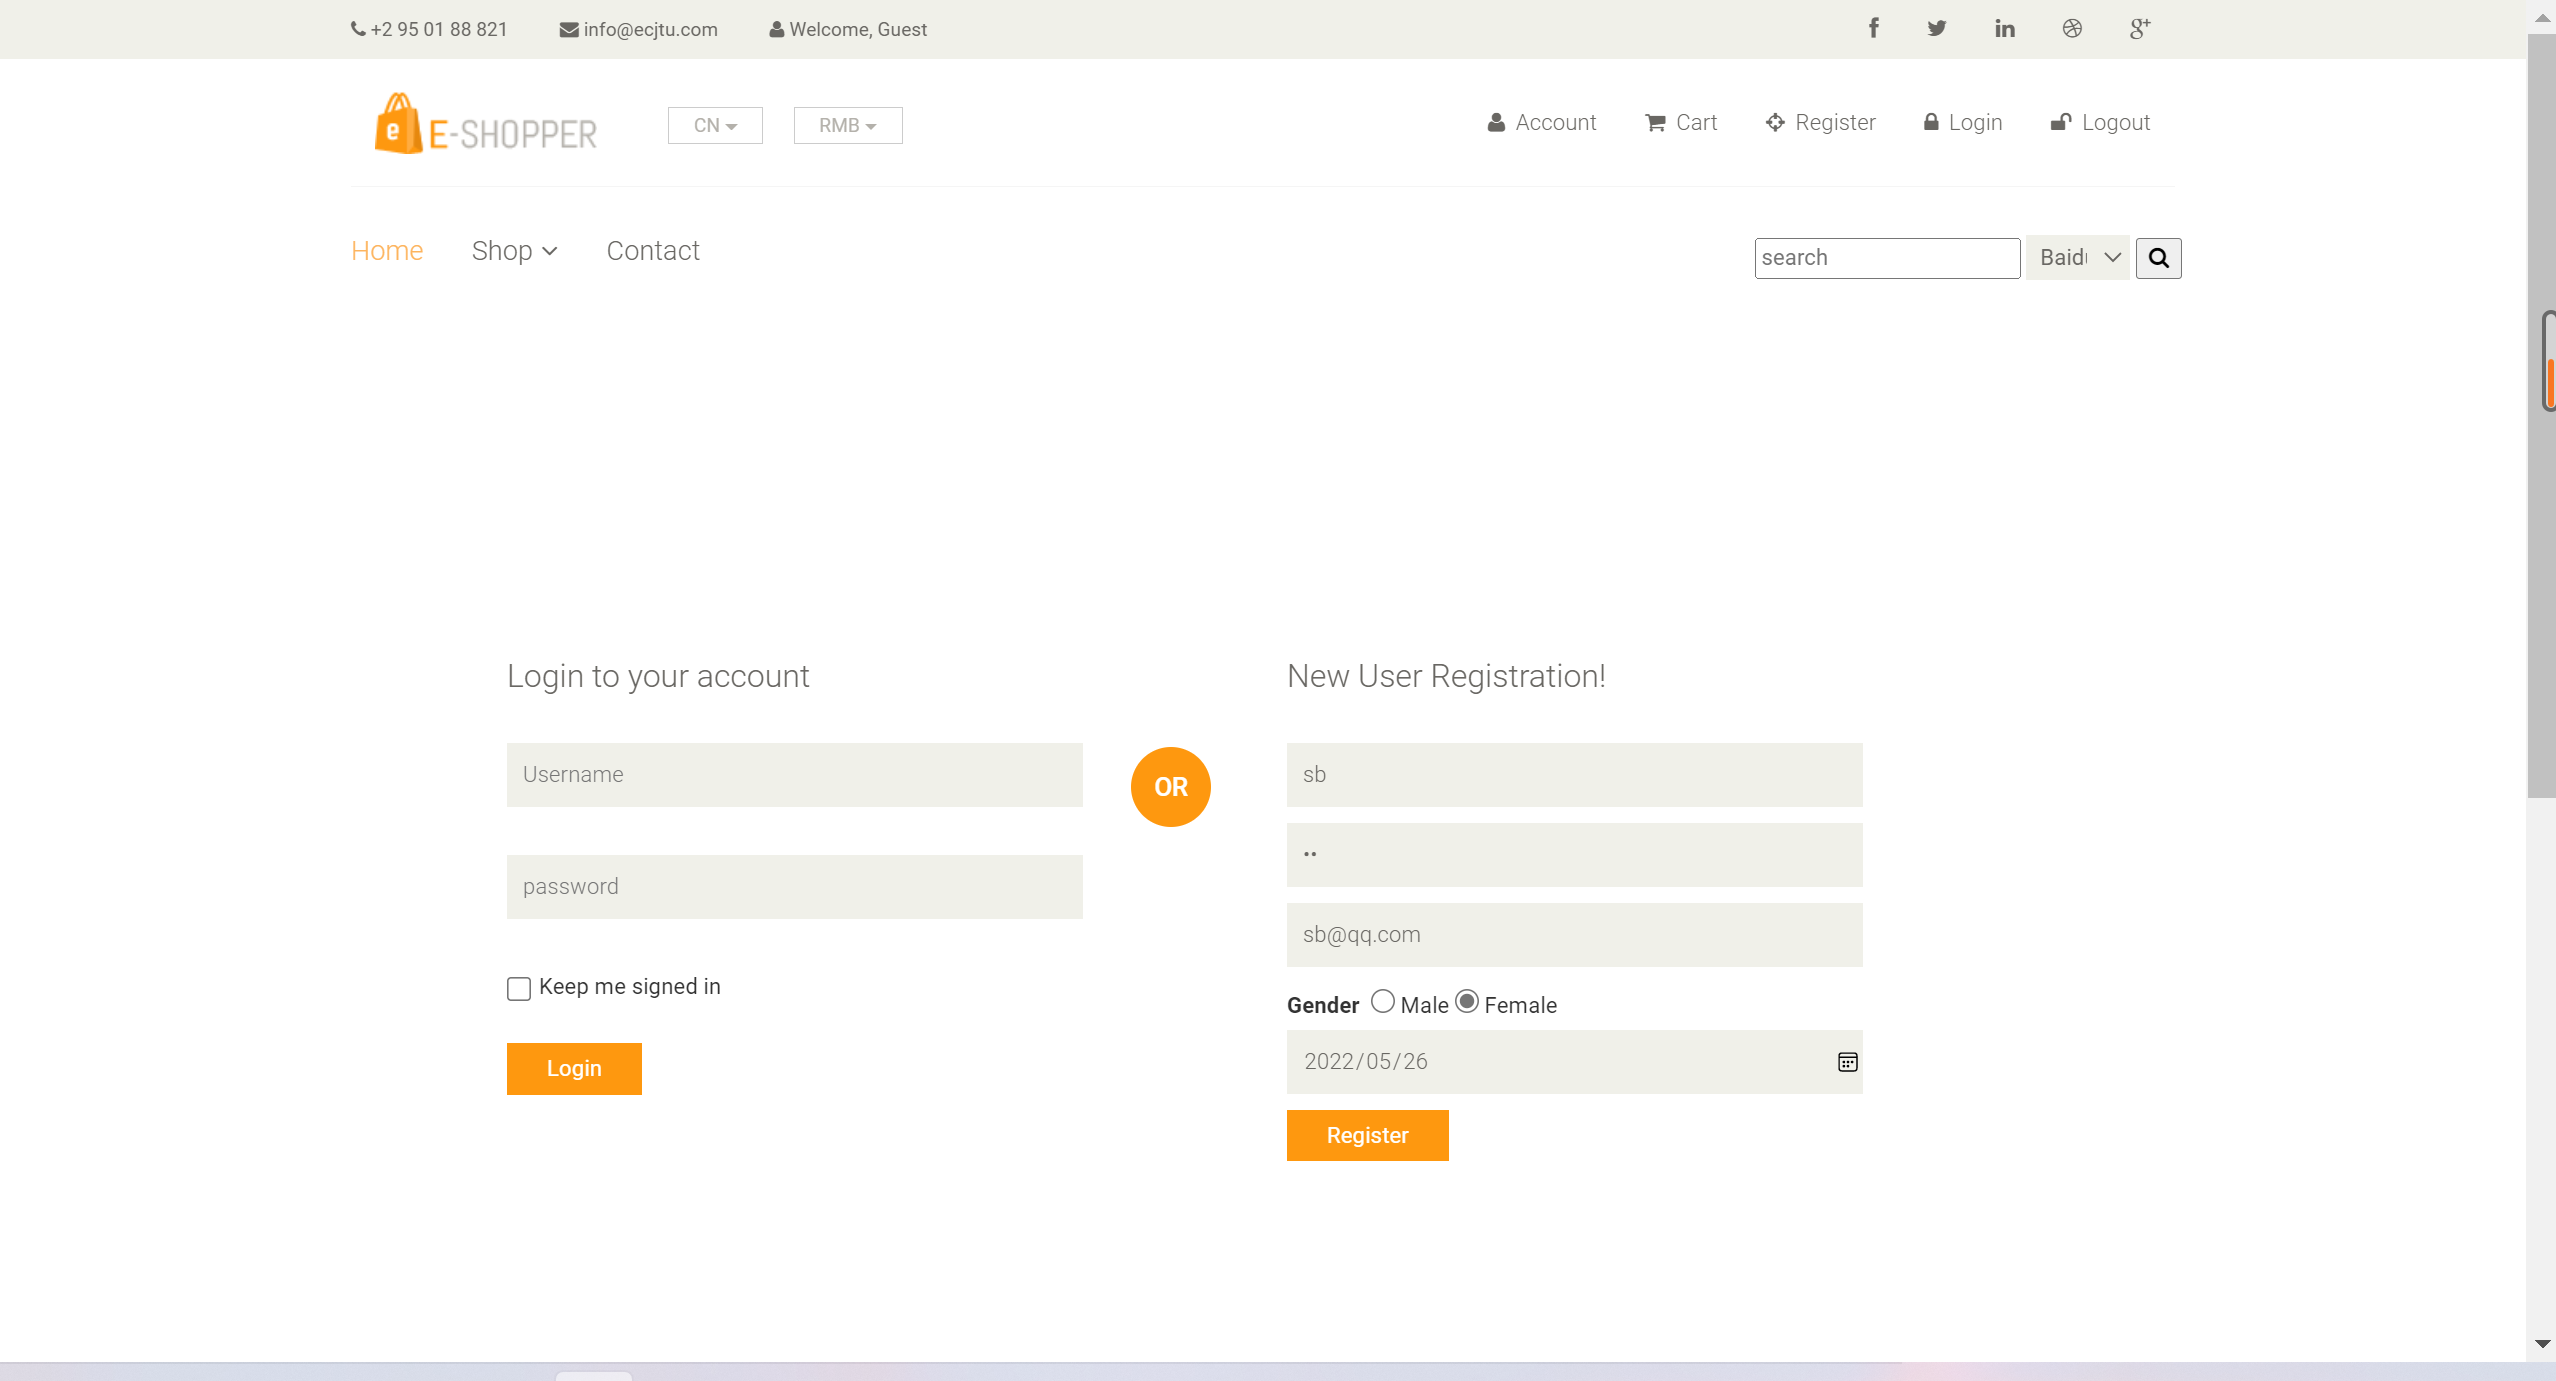 +2 95 01 88 821 info@ecjtu.com Welcome, Guest
E-SHOPPER CN RMB Account Cart Register Login Logout
Home Shop Contact search Baidu
Login to your account New User Registration!
Username OR sb
••
password sb@qq.com
Keep me signed in Gender Male Female
2022/05/26
Login Register